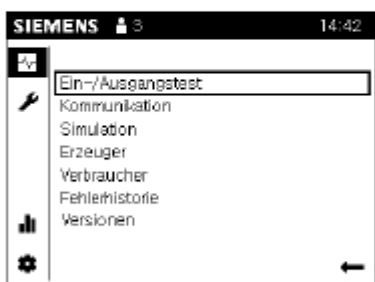 SIEMENS 3 14:42
Ein-/Ausgangstest
Kommunikation
Simulation
Erzeuger
Verbraucher
Fehlerhistorie
Versionen